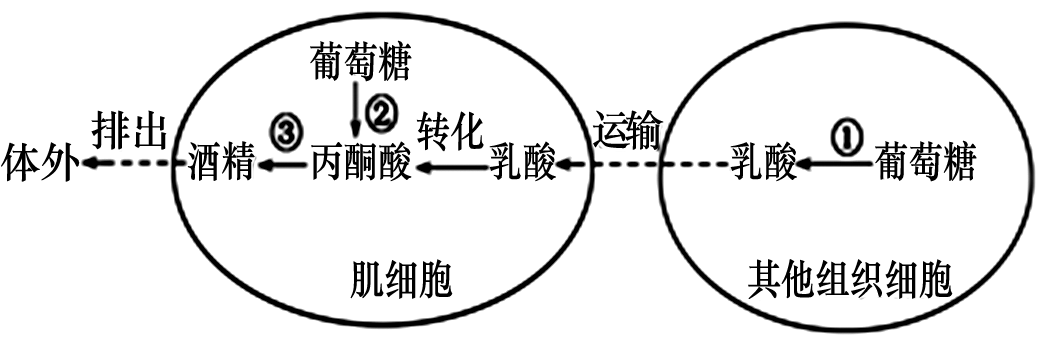 葡萄糖
②
排出 ③ 转化 运输 ①
体外 酒精 丙酮酸 乳酸 乳酸 葡萄糖
肌细胞 其他组织细胞